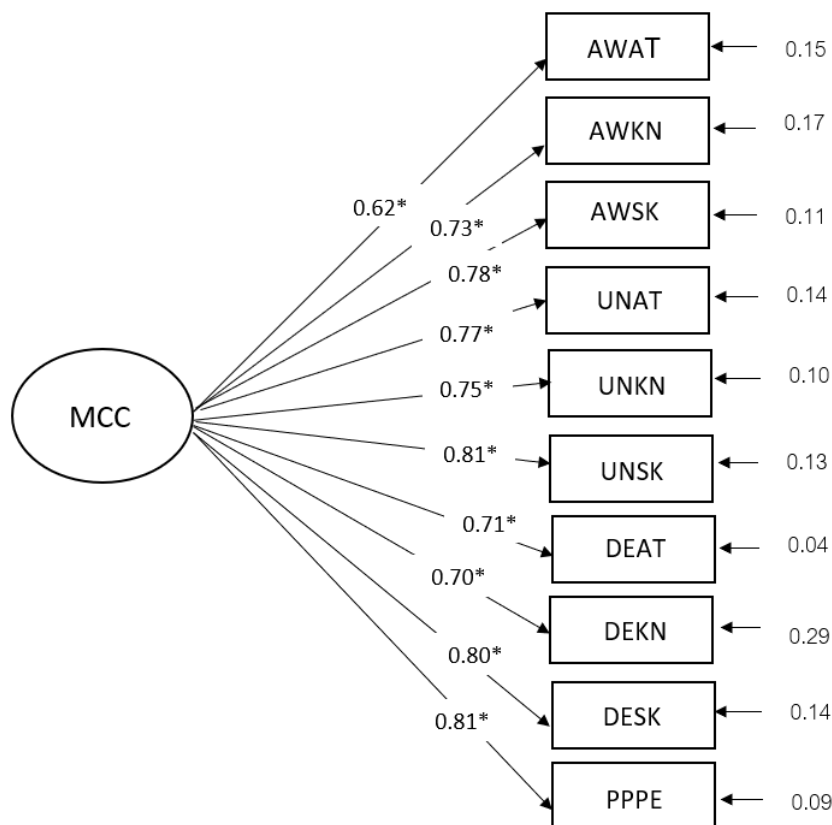 AWAT
0.15
AWKN
0.17
0.62*
AWSK
0.11
0.73*
0.78*
UNAT
0.14
0.77*
UNKN
0.10
0.75*
MCC
0.81*
UNSK
0.13
0.71*
DEAT
0.04
0.70*
DEKN
0.29
0.80*
DESK
0.14
0.81*
PPPE
0.09